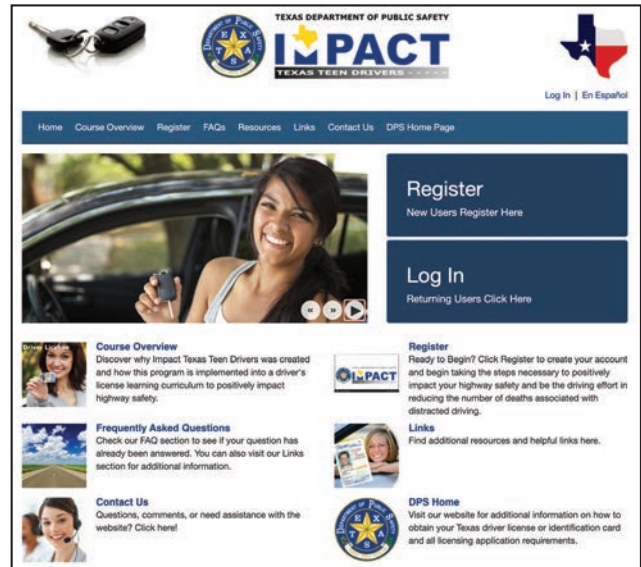 TEXAS DEPARTMENT OF PUBLIC SAFETY
IMPACT
TEXAS TEEN DRIVERS
Log In | En Español
Home Course Overview Register FAQs Resources Links Contact Us DPS Home Page
Register
New Users Register Here
Log In
Returning Users Click Here
Course Overview
Discover why Impact Texas Teen Drivers was created
and how this program is implemented into a driver's
license learning curriculum to positively impact
highway safety.
Register
Ready to Begin? Click Register to create your account
and begin taking the steps necessary to positively
impact your highway safety and be the driving effort in
reducing the number of deaths associated with
distracted driving.
Frequently Asked Questions
Check our FAQ section to see if your question has
already been answered. You can also visit our Links
section for additional information.
Links
Find additional resources and helpful links here.
Contact Us
Questions, comments, or need assistance with the
website? Click here!
DPS Home
Visit our website for additional information on how to
obtain your Texas driver license or identification card
and all licensing application requirements.